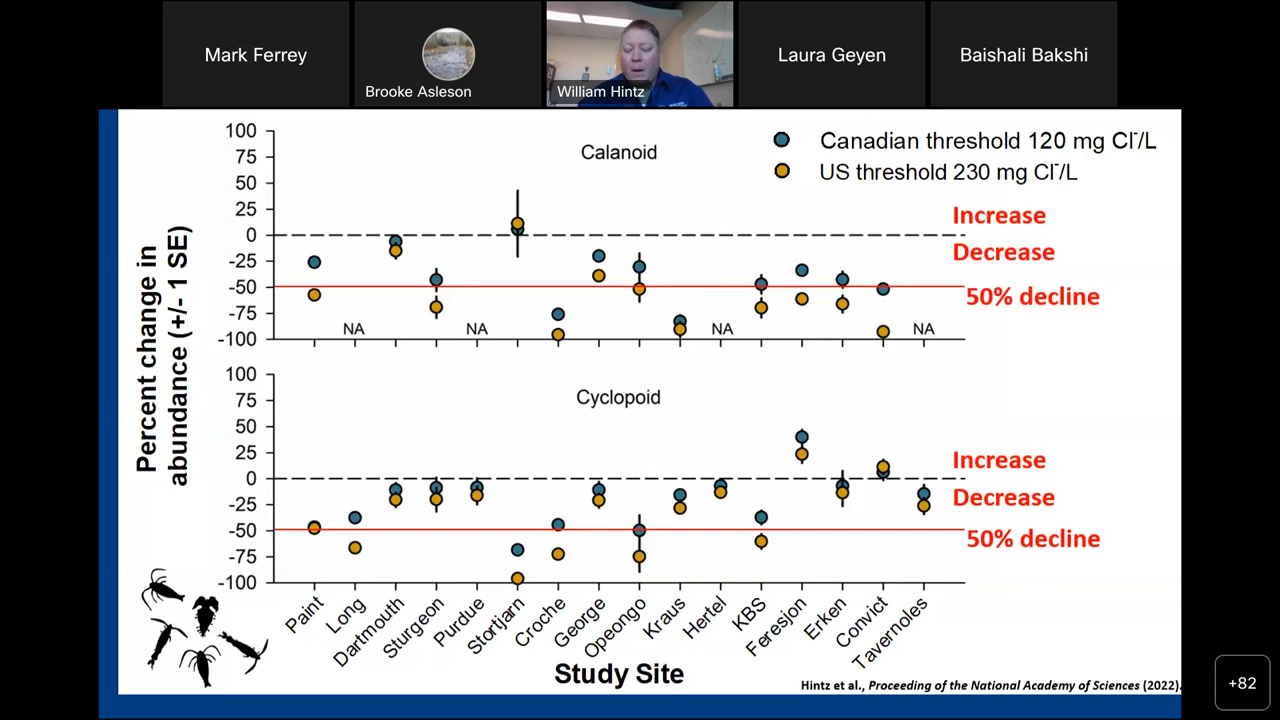 Mark Ferrey
Brooke Asleson
William Hintz
Laura Geyen
Baishali Bakshi
Percent change in
abundance (+/- 1 SE)
100
75
50
25
0
-25
-50
-75
-100
Calanoid
Canadian threshold 120 mg Cl-/L
US threshold 230 mg Cl-/L
Increase
Decrease
50% decline
NA
NA
NA
NA
100
75
50
25
0
-25
-50
-75
-100
Cyclopoid
Increase
Decrease
50% decline
Paint
Long
Dartmouth
Sturgeon
Purdue
Stortjarn
Croche
George
Opeongo
Kraus
Hertel
KBS
Feresjon
Erken
Convict
Tavernoles
Study Site
Hintz et al., Proceeding of the National Academy of Sciences (2022).
+82